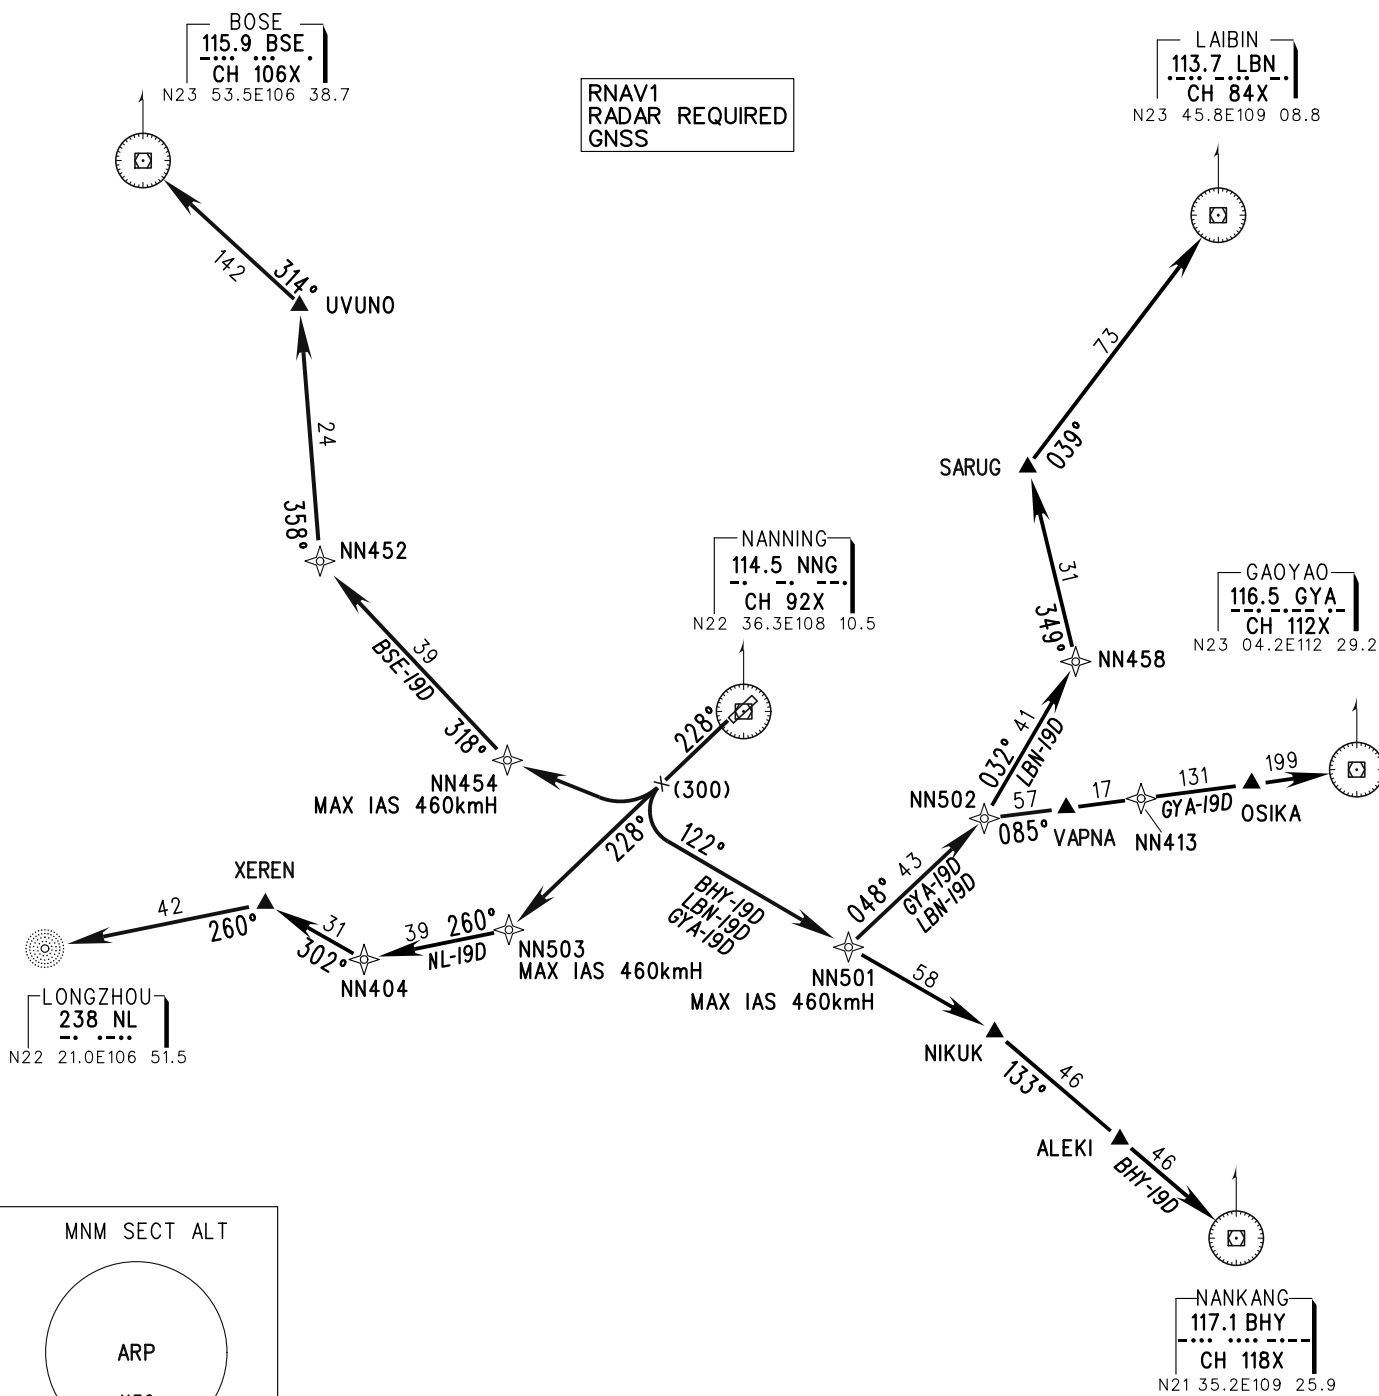 BOSE
115.9 BSE
CH 106X
N23 53.5E106 38.7
RNAV1
RADAR REQUIRED
GNSS
LAIBIN
113.7 LBN
CH 84X
N23 45.8E109 08.8
142
314°
UVUNO
24
358°
NN452
39
BSE-19D
318°
NN454
MAX IAS 460kmH
NANNING
114.5 NNG
CH 92X
N22 36.3E108 10.5
228°
(300)
228°
122°
BHY-19D
LBN-19D
GYA-19D
73
SARUG
039°
31
349°
NN458
GAOYAO
116.5 GYA
CH 112X
N23 04.2E112 29.2
032°
41
LBN-19D
NN502
57
085°
VAPNA
17
NN413
131
GYA-19D
199
OSIKA
048°
43
GYA-19D
LBN-19D
XEREN
42
260°
31
302°
NN404
39
260°
NL-19D
NN503
MAX IAS 460kmH
NN501
MAX IAS 460kmH
58
NIKUK
133°
46
ALEKI
46
BHY-19D
LONGZHOU
238 NL
N22 21.0E106 51.5
MNM SECT ALT
ARP
NANKANG
117.1 BHY
CH 118X
N21 35.2E109 25.9